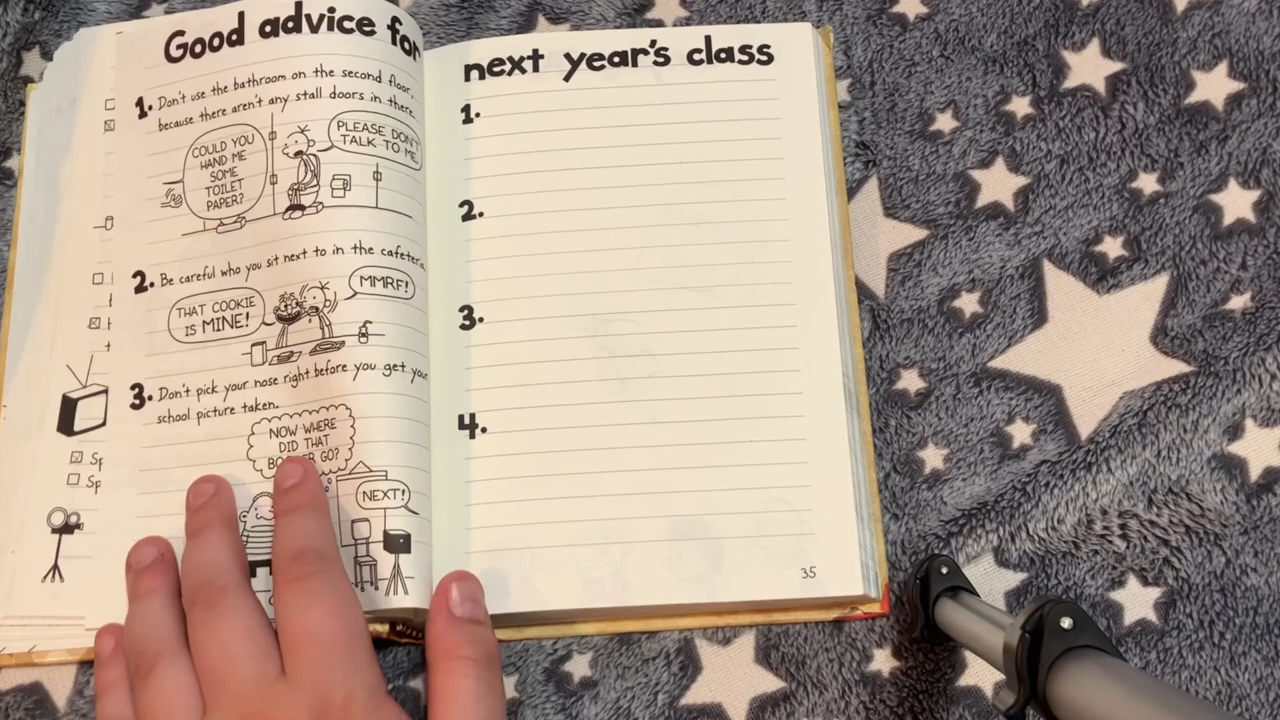 Good advice for
1. Don't use the bathroom on the second floor,
because there aren't any stall doors in there.
COULD YOU
HAND ME
SOME
TOILET
PAPER?
PLEASE DON'T
TALK TO ME.
2. Be careful who you sit next to in the cafeteria.
THAT COOKIE
IS MINE!
MMRF!
3. Don't pick your nose right before you get your
school picture taken.
NOW WHERE
DID THAT
GO?
NEXT!
Sp
Sp
next year's class
1.
2.
3.
4.
35